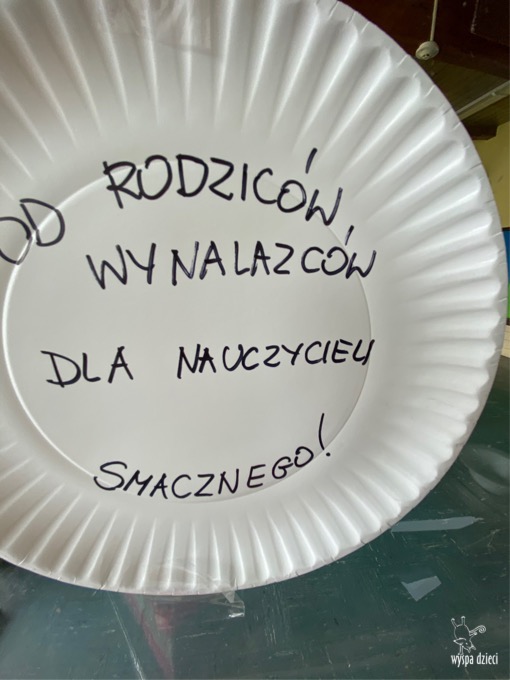 OD RODZICÓW
WYNALAZCÓW
DLA NAUCZYCIELI
SMACZNEGO!
wyspa dzieci